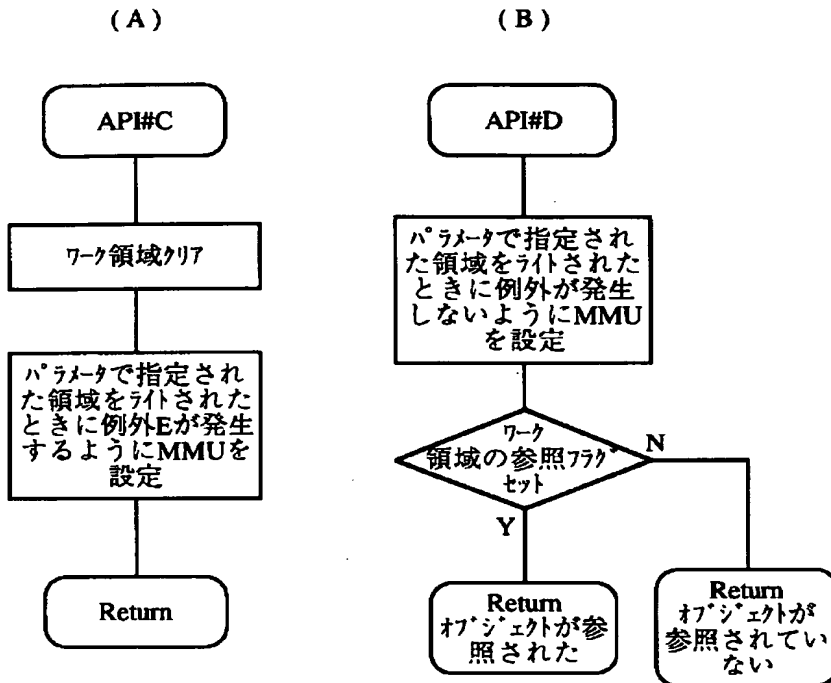 (A)
API#C
ワーク領域クリア
パラメータで指定され
た領域をライトされた
ときに例外Eが発生
するようにMMUを
設定
Return
(B)
API#D
パラメータで指定され
た領域をライトされた
ときに例外が発生
しないようにMMU
を設定
ワーク
領域の参照フラグ
セット
N
Y
Return
オブジェクトが参
照された
Return
オブジェクトが
参照されてい
ない